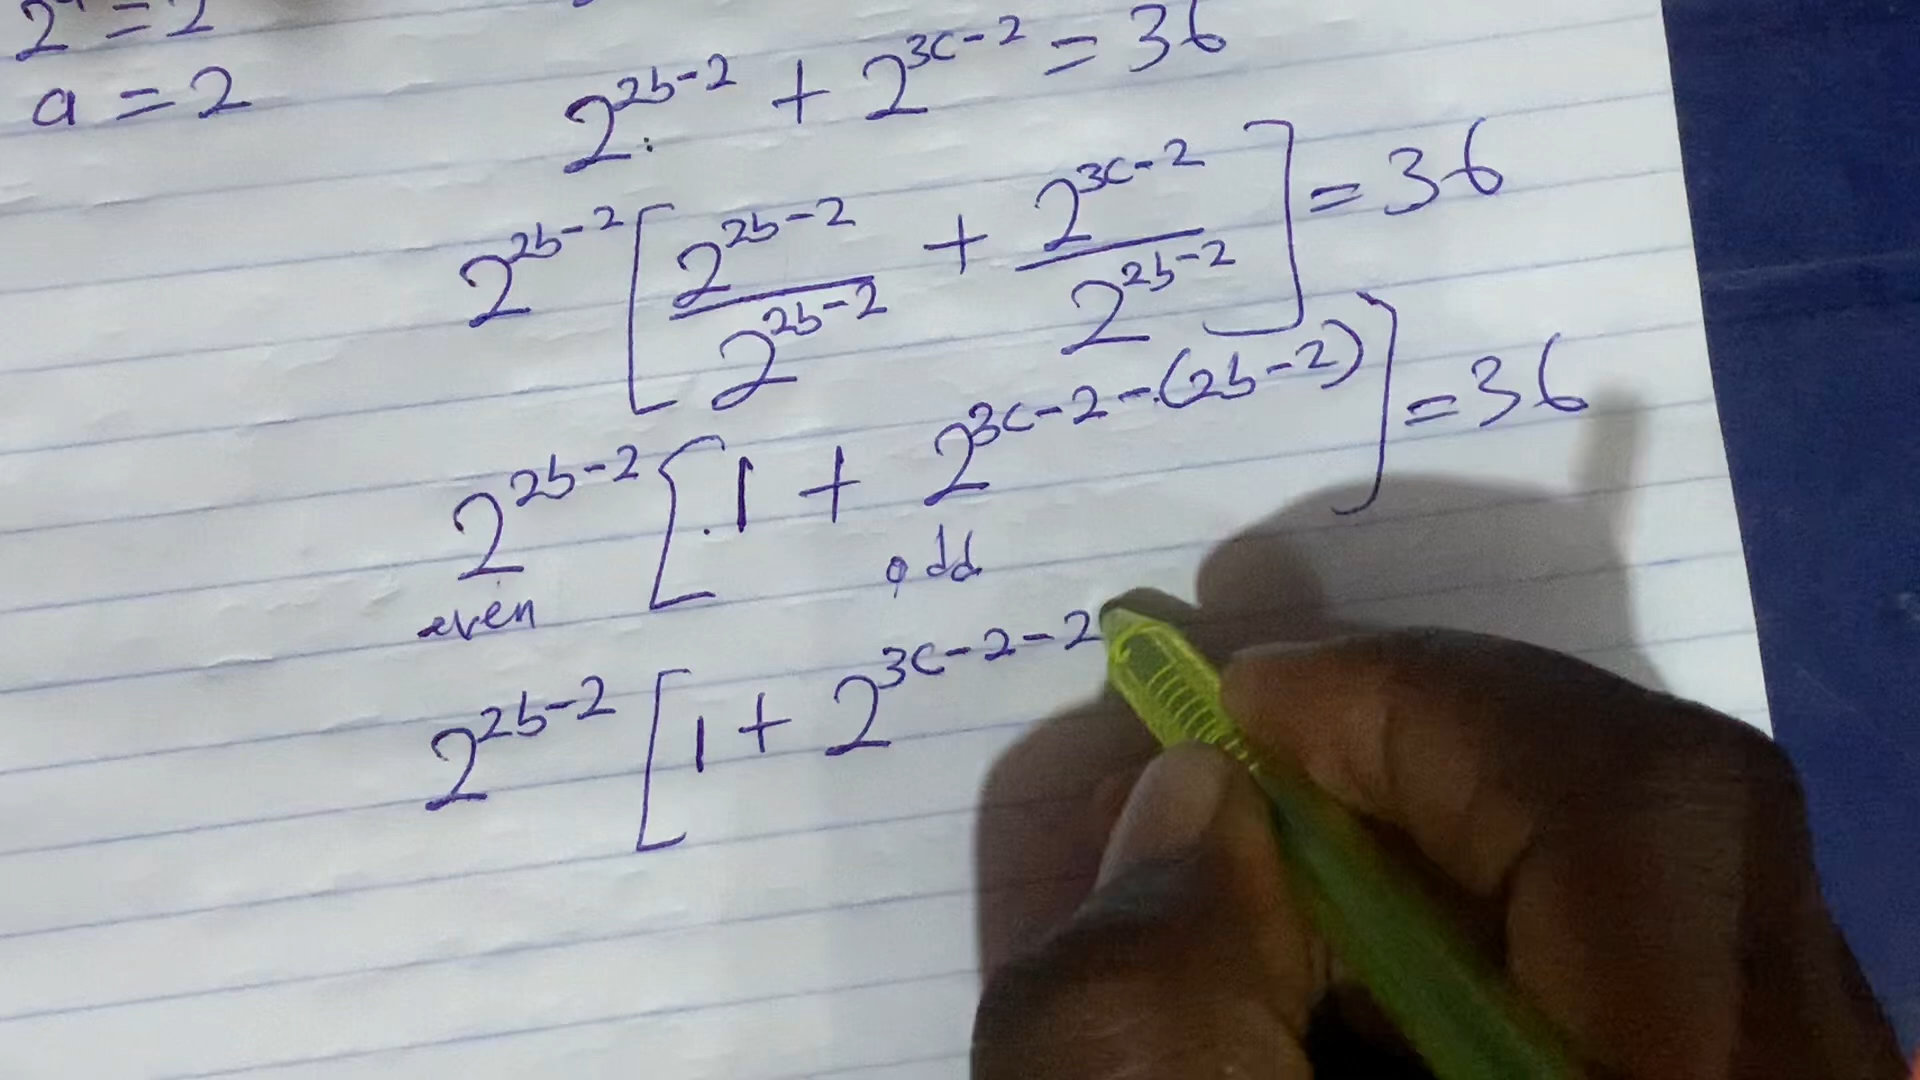 2^a = 2
a = 2
2^{2b-2} + 2^{3c-2} = 36
2^{2b-2} [ 2^{2b-2} / 2^{2b-2} + 2^{3c-2} / 2^{2b-2} ] = 36
2^{2b-2} [ 1 + 2^{3c-2-(2b-2)} ] = 36
even odd
2^{2b-2} [ 1 + 2^{3c-2-2